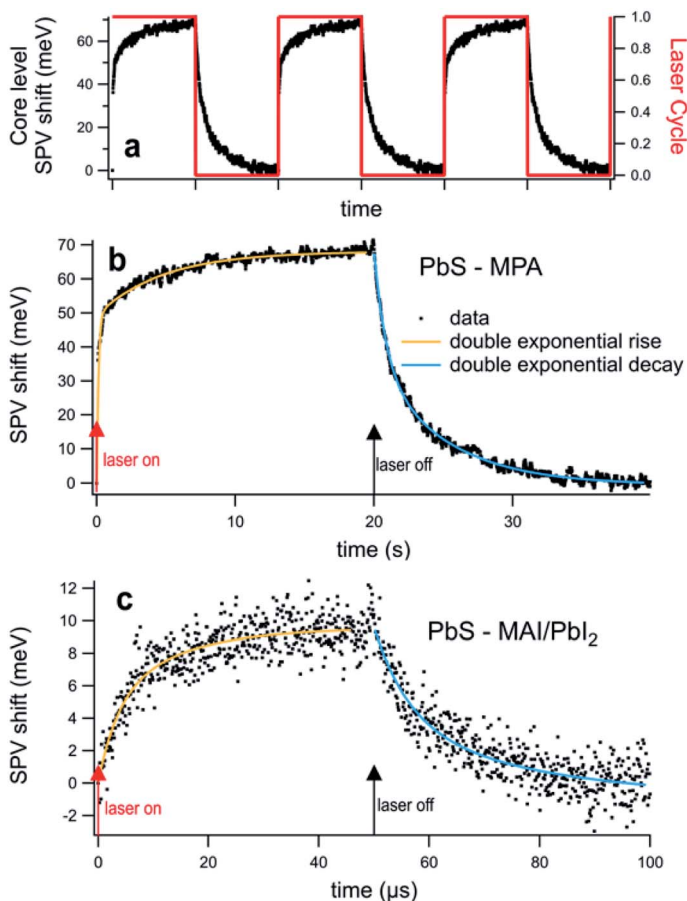 Core level
SPV shift (meV)
60
40
20
0
a
1.0
0.8
0.6
0.4
0.2
0.0
Laser Cycle
time
b
PbS - MPA
SPV shift (meV)
70
60
50
40
30
20
10
0
data
double exponential rise
double exponential decay
laser on
laser off
0
10
20
30
time (s)
c
PbS - MAI/PbI₂
SPV shift (meV)
12
10
8
6
4
2
0
-2
laser on
laser off
0
20
40
60
80
100
time (µs)